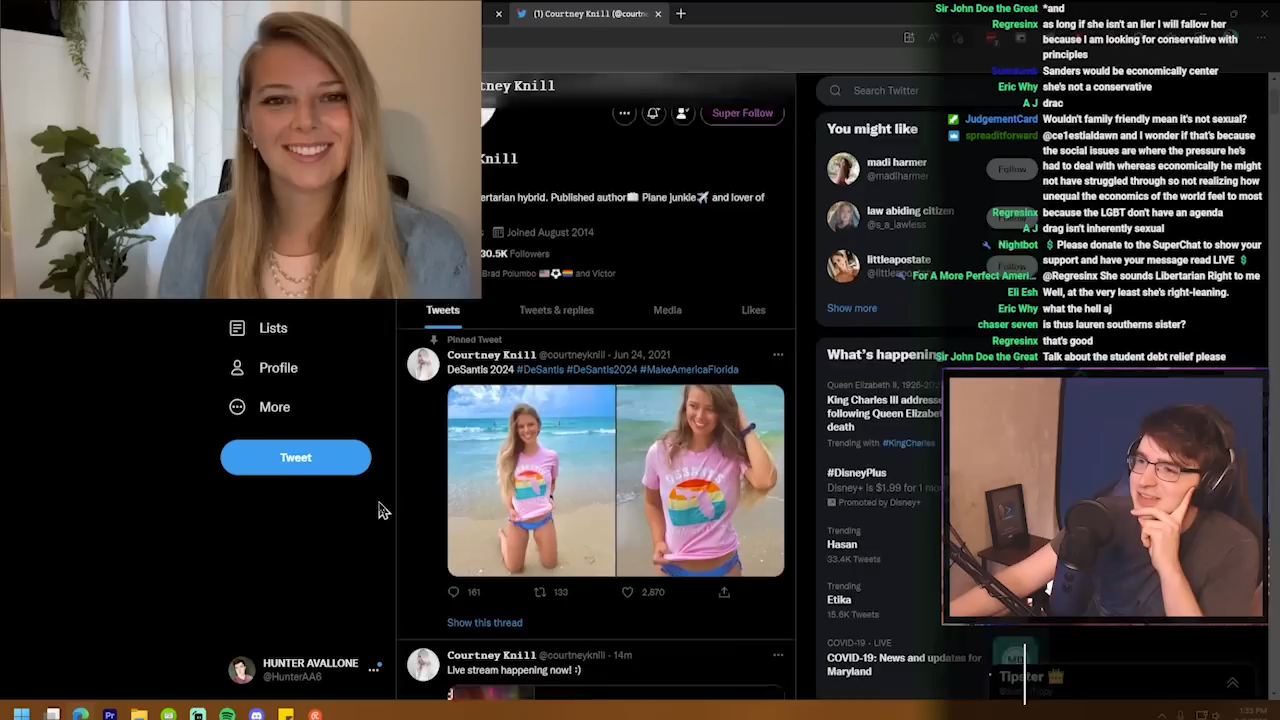 (1) Courtney Knill (@courtn
tney Knill
Super Follow
Knill
ertarian hybrid. Published author Plane junkie and lover of
Joined August 2014
30.5K Followers
Brad Polumbo and Victor
Tweets
Tweets & replies
Media
Likes
Pinned Tweet
Courtney Knill @courtneyknill · Jun 24, 2021
DeSantis 2024 #DeSantis #DeSantis2024 #MakeAmericaFlorida
161
133
2,870
Show this thread
Courtney Knill @courtneyknill · 14m
Live stream happening now! :)
Lists
Profile
More
Tweet
HUNTER AVALLONE
@HunterAA6
Search Twitter
You might like
madi harmer
@madiharmer
Follow
law abiding citizen
@s_a_lawless
littleapostate
Show more
What's happening
Queen Elizabeth II, 1926-20
King Charles III addresse
following Queen Elizabe
death
Trending with #KingCharles
#DisneyPlus
Disney+ is $1.99 for 1 mo
Promoted by Disney+
Trending
Hasan
33.4K Tweets
Trending
Etika
15.6K Tweets
COVID-19 · LIVE
COVID-19: News and updates for
Maryland
Sir John Doe the Great *and
Regresinx as long if she isn't an lier I will fallow her
because I am looking for conservative with
principles
Sanders would be economically center
Eric Why she's not a conservative
A J drac
JudgementCard Wouldn't family friendly mean it's not sexual?
spreaditforward @ce1estialdawn and I wonder if that's because
the social issues are where the pressure he's
had to deal with whereas economically he might
not have struggled through so not realizing how
unequal the economics of the world feel to most
Regresinx because the LGBT don't have an agenda
A J drag isn't inherently sexual
Nightbot Please donate to the SuperChat to show your
support and have your message read LIVE
For A More Perfect Ameri... @Regresinx She sounds Libertarian Right to me
Eli Esh Well, at the very least she's right-leaning.
Eric Why what the hell aj
chaser seven is thus lauren southerns sister?
Regresinx that's good
Sir John Doe the Great Talk about the student debt relief please
Tipster
1:33 PM